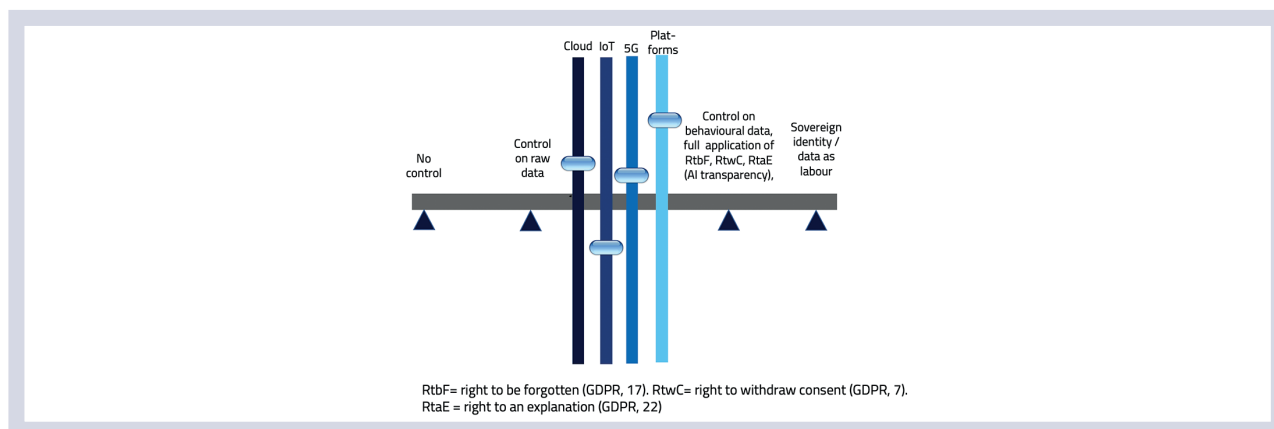 Cloud IoT 5G Plat-
forms
No
control
Control
on raw
data
Control on
behavioural data,
full application of
RtbF, RtwC, RtaE
(AI transparency),
Sovereign
identity /
data as
labour
RtbF= right to be forgotten (GDPR, 17). RtwC= right to withdraw consent (GDPR, 7).
RtaE = right to an explanation (GDPR, 22)